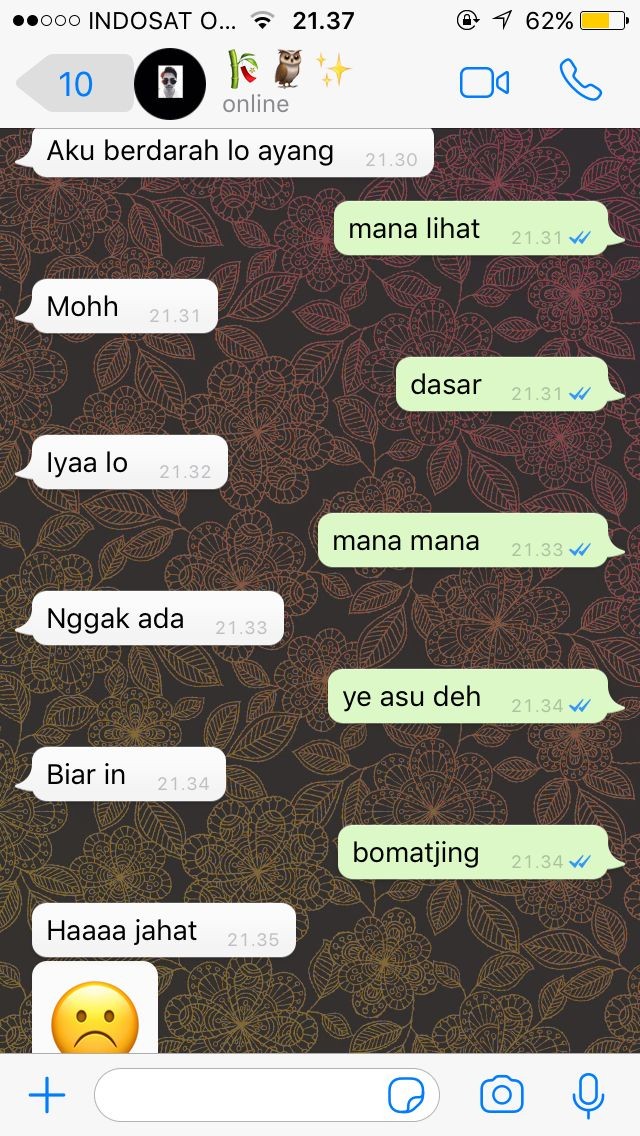 INDOSAT O... 21.37 62%
10
online
Aku berdarah lo ayang 21.30
mana lihat 21.31
Mohh 21.31
dasar 21.31
Iyaa lo 21.32
mana mana 21.33
Nggak ada 21.33
ye asu deh 21.34
Biar in 21.34
bomatjing 21.34
Haaaa jahat 21.35